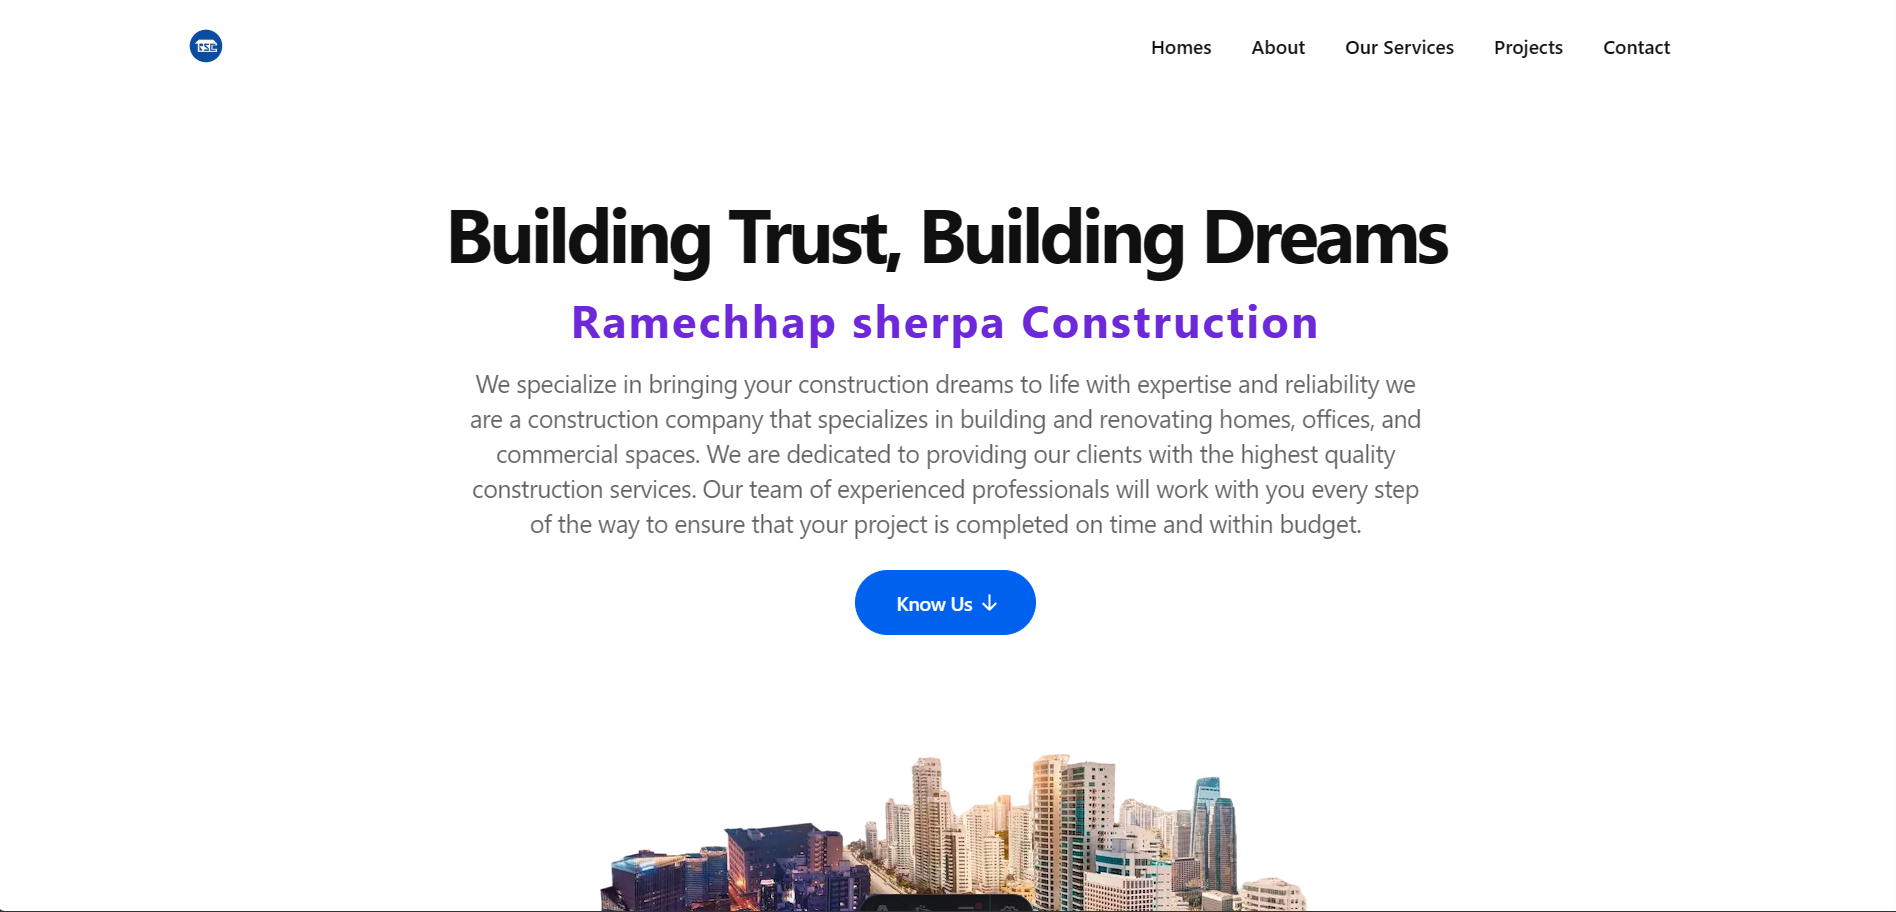 Homes About Our Services Projects Contact
Building Trust, Building Dreams
Ramechhap sherpa Construction
We specialize in bringing your construction dreams to life with expertise and reliability we
are a construction company that specializes in building and renovating homes, offices, and
commercial spaces. We are dedicated to providing our clients with the highest quality
construction services. Our team of experienced professionals will work with you every step
of the way to ensure that your project is completed on time and within budget.
Know Us